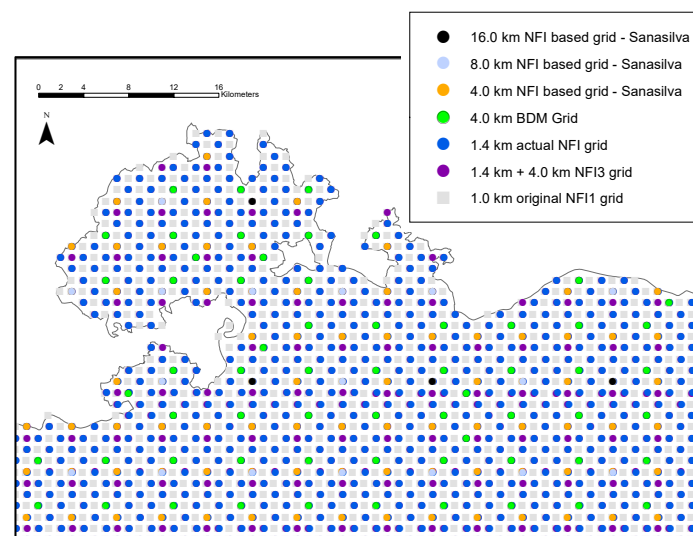 16.0 km NFI based grid - Sanasilva
8.0 km NFI based grid - Sanasilva
4.0 km NFI based grid - Sanasilva
4.0 km BDM Grid
1.4 km actual NFI grid
1.4 km + 4.0 km NFI3 grid
1.0 km original NFI1 grid
0 2 4 8 12 16
Kilometers
N